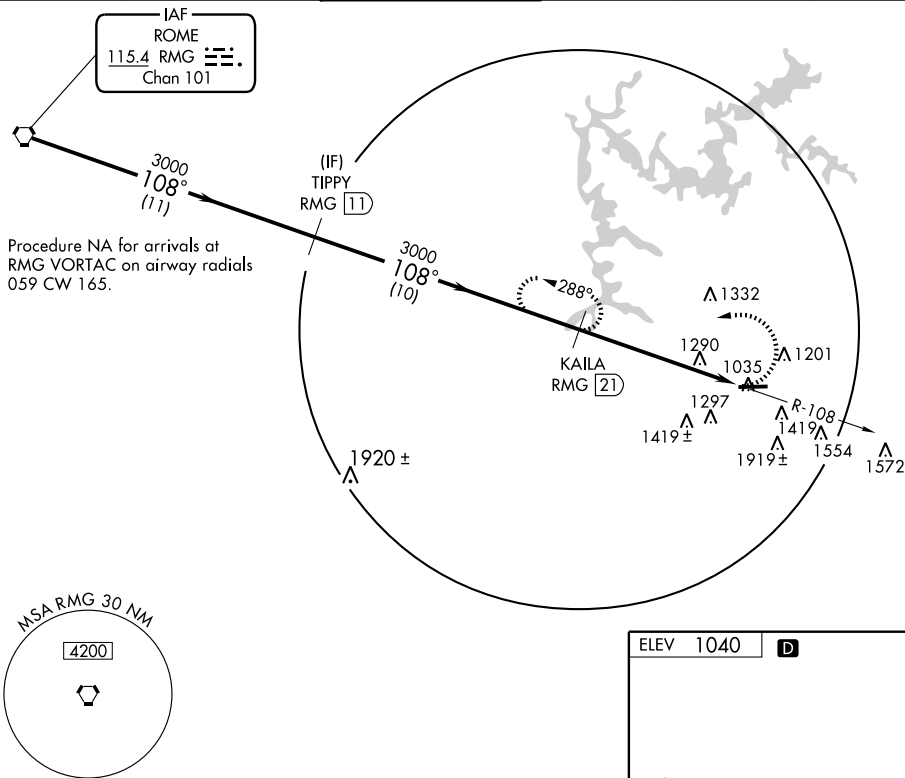 IAF
ROME
115.4 RMG
Chan 101
3000
108°
(11)
(IF)
TIPPY
RMG 11
Procedure NA for arrivals at
RMG VORTAC on airway radials
059 CW 165.
3000
108°
(10)
288°
KAILA
RMG 21
1332
1290
1201
1035
1297
1419 ±
R-108
1419
1554
1919 ±
1572
1920 ±
MSA RMG 30 NM
4200
ELEV 1040 D